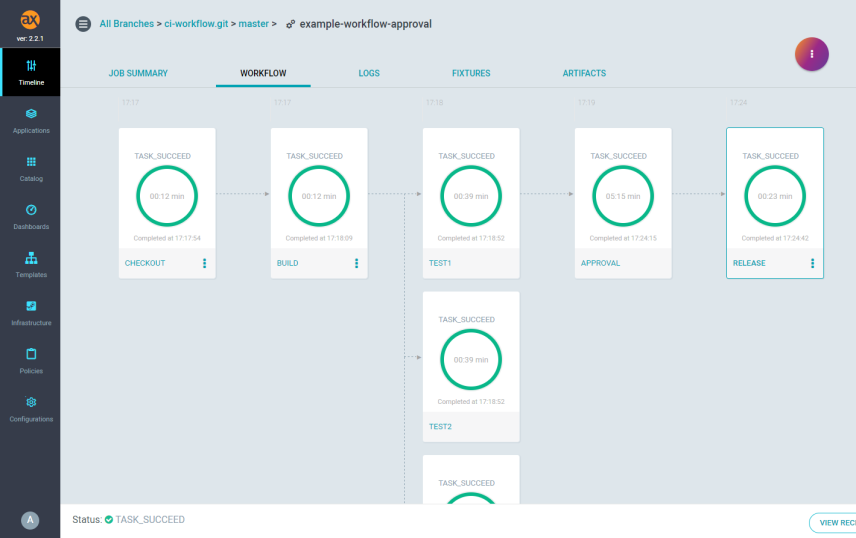 ax
ver: 2.2.1
All Branches > ci-workflow.git > master > example-workflow-approval
Timeline
Applications
Catalog
Dashboards
Templates
Infrastructure
Policies
Configurations
A
JOB SUMMARY WORKFLOW LOGS FIXTURES ARTIFACTS
17:17 17:17 17:18 17:19 17:24
TASK_SUCCEED TASK_SUCCEED TASK_SUCCEED TASK_SUCCEED TASK_SUCCEED
00:12 min 00:12 min 00:39 min 05:15 min 00:23 min
Completed at 17:17:54 Completed at 17:18:09 Completed at 17:18:52 Completed at 17:24:15 Completed at 17:24:42
CHECKOUT BUILD TEST1 APPROVAL RELEASE
TASK_SUCCEED
00:39 min
Completed at 17:18:52
TEST2
TASK_SUCCEED
Status: TASK_SUCCEED
VIEW